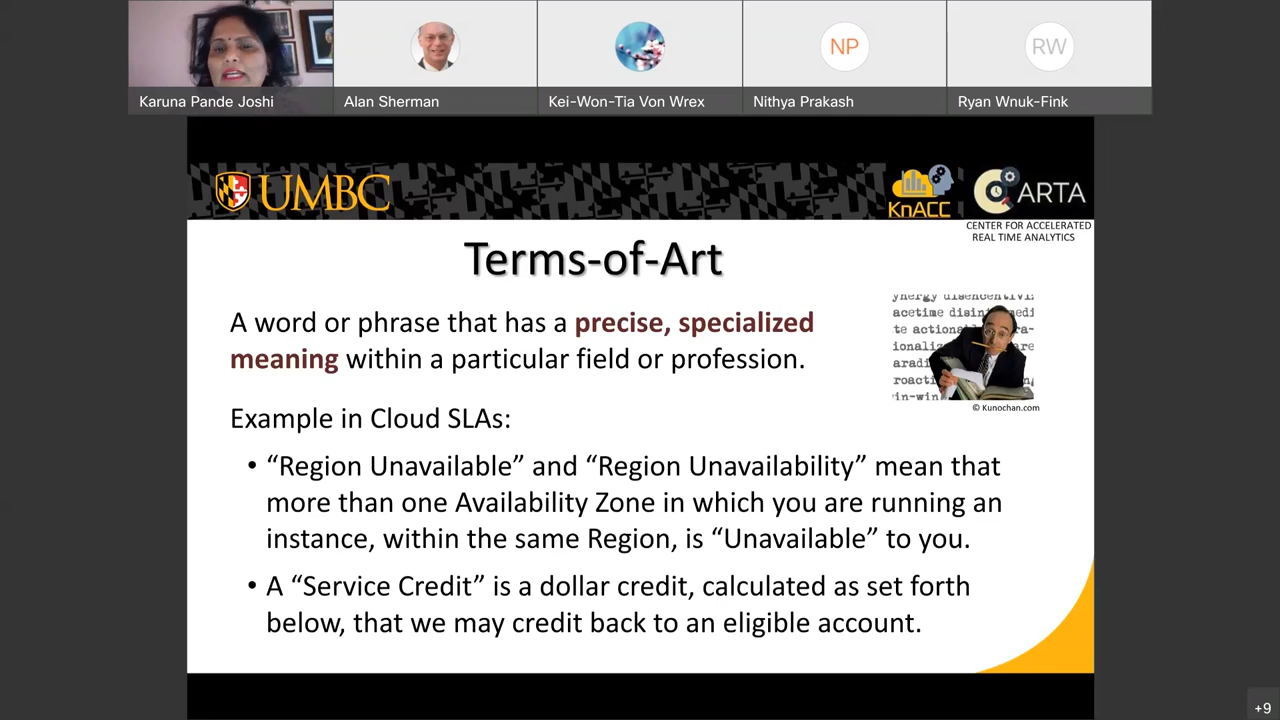 Karuna Pande Joshi
Alan Sherman
Kei-Won-Tia Von Wrex
NP
Nithya Prakash
RW
Ryan Wnuk-Fink
UMBC
KnACC
CARTA
CENTER FOR ACCELERATED
REAL TIME ANALYTICS
Terms-of-Art
A word or phrase that has a precise, specialized
meaning within a particular field or profession.
© Kunochan.com
Example in Cloud SLAs:
• “Region Unavailable” and “Region Unavailability” mean that
more than one Availability Zone in which you are running an
instance, within the same Region, is “Unavailable” to you.
• A “Service Credit” is a dollar credit, calculated as set forth
below, that we may credit back to an eligible account.
+9